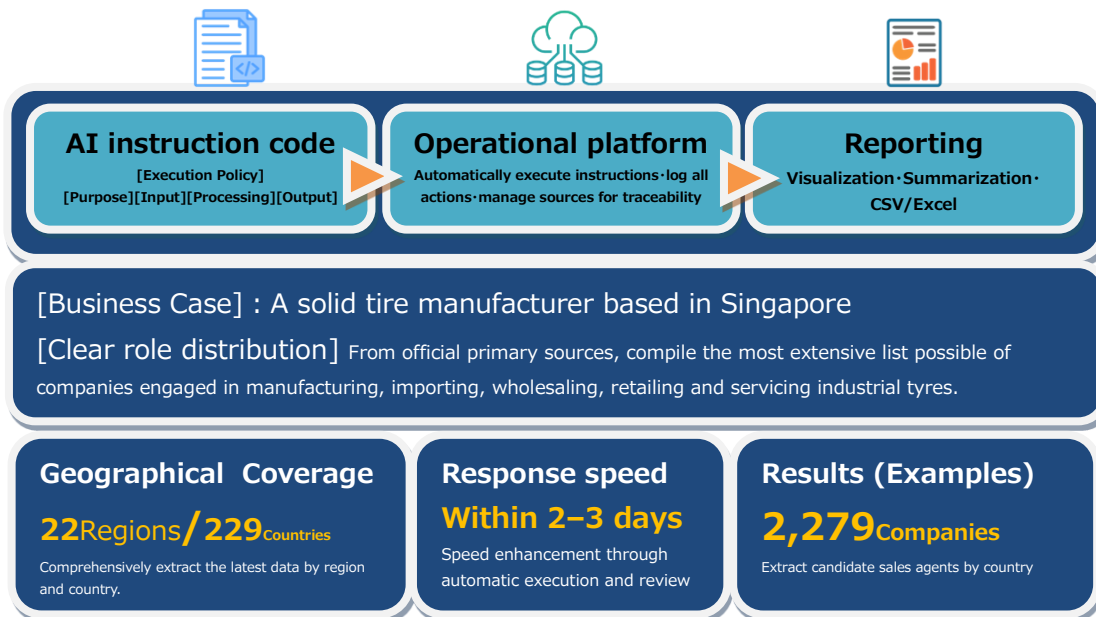 </>
AI instruction code
[Execution Policy]
[Purpose][Input][Processing][Output]
Operational platform
Automatically execute instructions・log all
actions・manage sources for traceability
Reporting
Visualization・Summarization・
CSV/Excel
[Business Case] : A solid tire manufacturer based in Singapore
[Clear role distribution] From official primary sources, compile the most extensive list possible of
companies engaged in manufacturing, importing, wholesaling, retailing and servicing industrial tyres.
Geographical Coverage
22Regions/229Countries
Comprehensively extract the latest data by region
and country.
Response speed
Within 2–3 days
Speed enhancement through
automatic execution and review
Results (Examples)
2,279Companies
Extract candidate sales agents by country